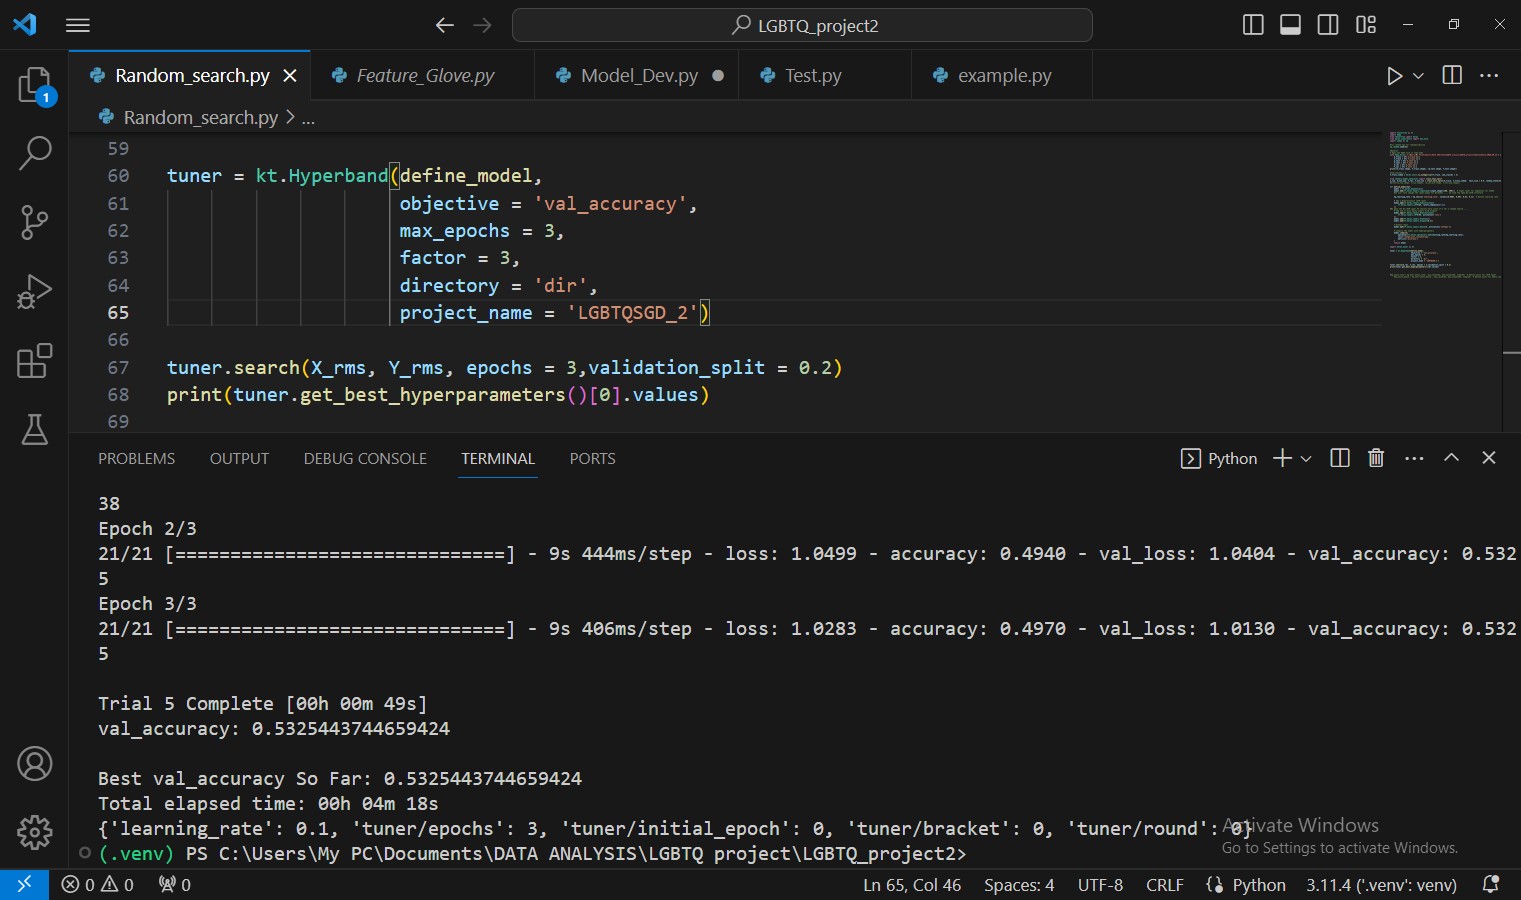 LGBTQ_project2
Random_search.py
Feature_Glove.py
Model_Dev.py
Test.py
example.py
1
Random_search.py > ...
59
60 tuner = kt.Hyperband(define_model,
61 objective = 'val_accuracy',
62 max_epochs = 3,
63 factor = 3,
64 directory = 'dir',
65 project_name = 'LGBTQSGD_2')
66
67 tuner.search(X_rms, Y_rms, epochs = 3,validation_split = 0.2)
68 print(tuner.get_best_hyperparameters()[0].values)
69
PROBLEMS OUTPUT DEBUG CONSOLE TERMINAL PORTS
Python
38
Epoch 2/3
21/21 [==============================] - 9s 444ms/step - loss: 1.0499 - accuracy: 0.4940 - val_loss: 1.0404 - val_accuracy: 0.532
5
Epoch 3/3
21/21 [==============================] - 9s 406ms/step - loss: 1.0283 - accuracy: 0.4970 - val_loss: 1.0130 - val_accuracy: 0.532
5
Trial 5 Complete [00h 00m 49s]
val_accuracy: 0.5325443744659424
Best val_accuracy So Far: 0.5325443744659424
Total elapsed time: 00h 04m 18s
{'learning_rate': 0.1, 'tuner/epochs': 3, 'tuner/initial_epoch': 0, 'tuner/bracket': 0, 'tuner/round': 0}
(.venv) PS C:\Users\My PC\Documents\DATA ANALYSIS\LGBTQ project\LGBTQ_project2>
Activate Windows
Go to Settings to activate Windows.
0 0 0
Ln 65, Col 46 Spaces: 4 UTF-8 CRLF Python 3.11.4 ('.venv': venv)